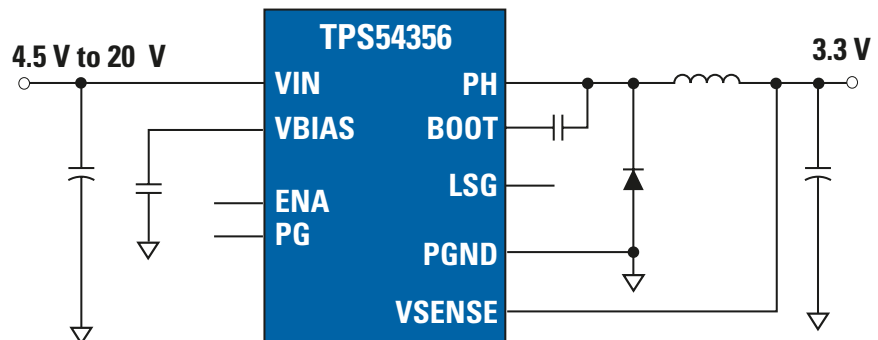 TPS54356
4.5 V to 20 V
3.3 V
VIN
PH
VBIAS
BOOT
LSG
ENA
PG
PGND
VSENSE